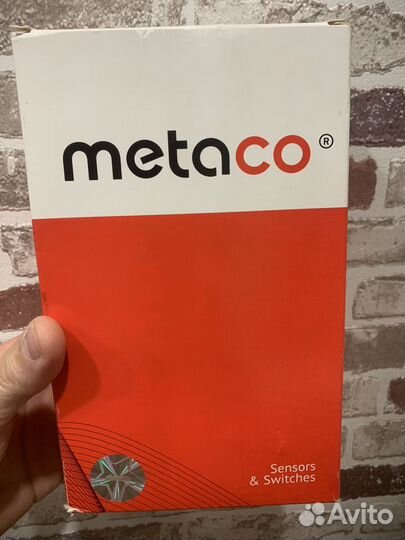 metaco ®
Sensors
& Switches
Avito